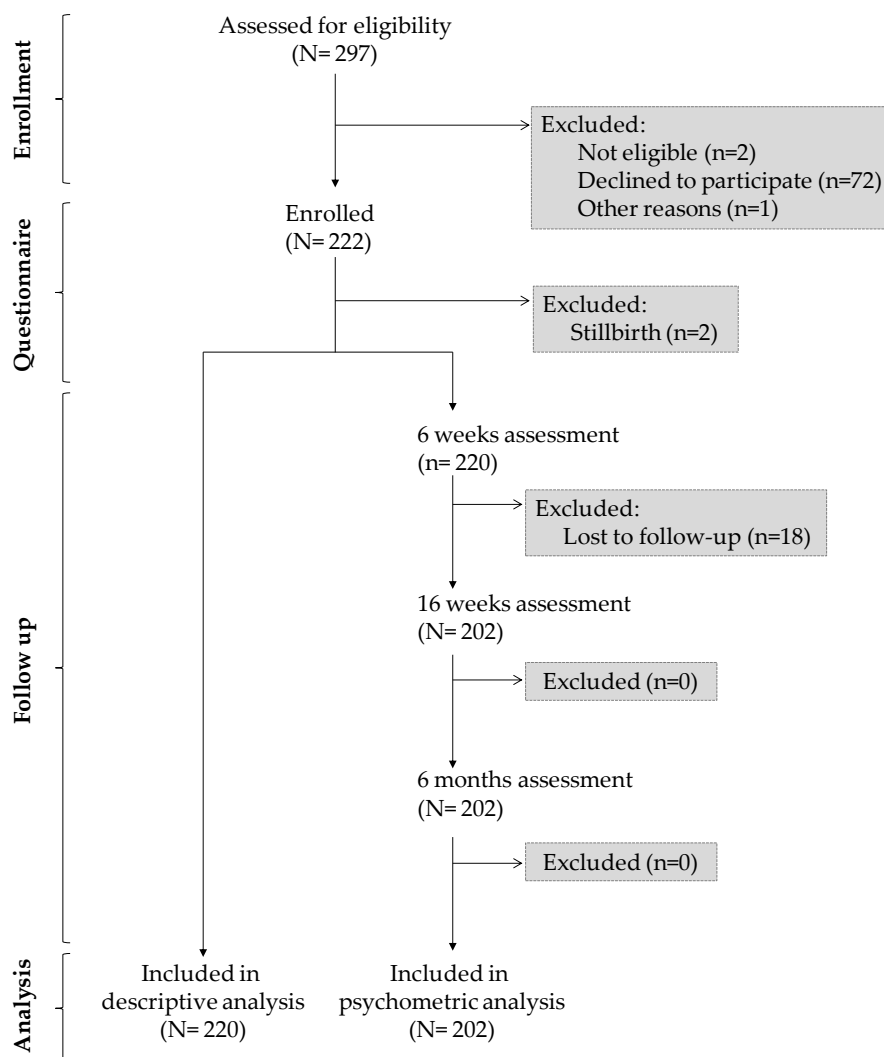 Enrollment
Assessed for eligibility
(N= 297)
Excluded:
Not eligible (n=2)
Declined to participate (n=72)
Other reasons (n=1)
Questionnaire
Enrolled
(N= 222)
Excluded:
Stillbirth (n=2)
Follow up
6 weeks assessment
(n= 220)
Excluded:
Lost to follow-up (n=18)
16 weeks assessment
(N= 202)
Excluded (n=0)
6 months assessment
(N= 202)
Excluded (n=0)
Analysis
Included in
descriptive analysis
(N= 220)
Included in
psychometric analysis
(N= 202)